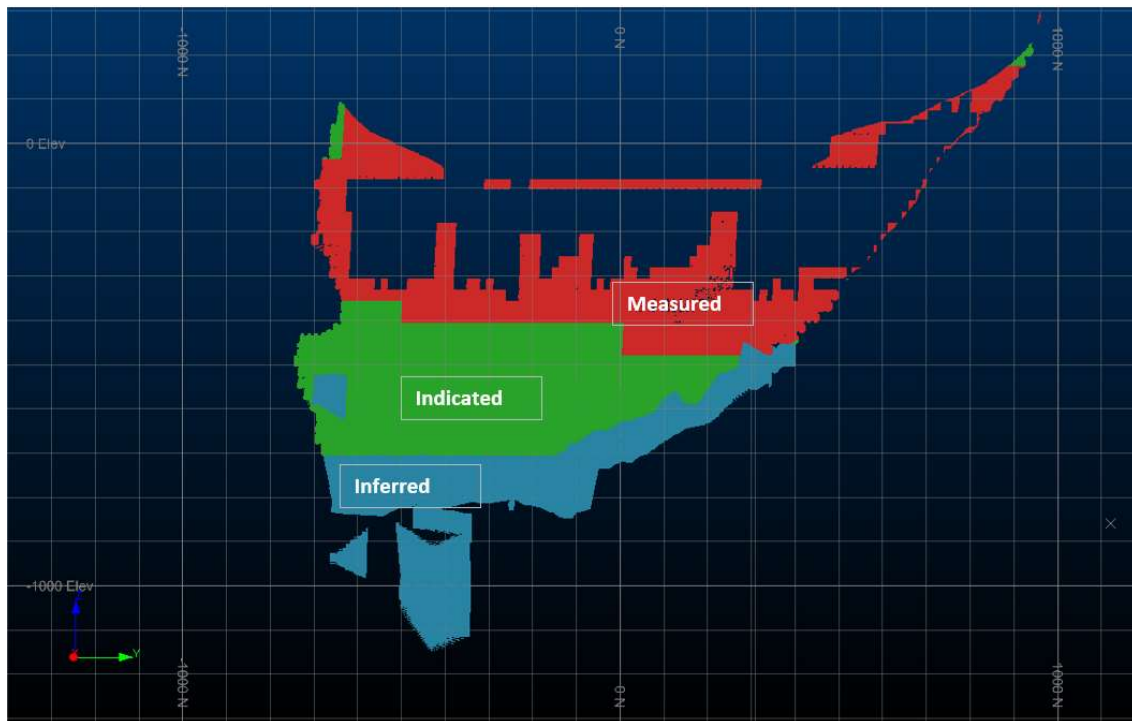 -1000 N
0 N
1000 N
0 Elev
Measured
Indicated
Inferred
-1000 Elev
Y
-1000 N
0 N
1000 N